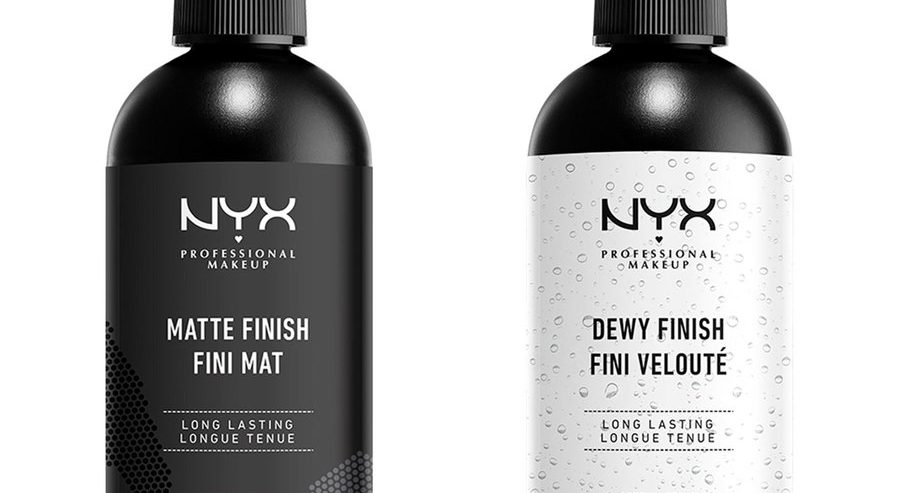 NYX
PROFESSIONAL
MAKEUP
MATTE FINISH
FINI MAT
LONG LASTING
LONGUE TENUE
NYX
PROFESSIONAL
MAKEUP
DEWY FINISH
FINI VELOUTÉ
LONG LASTING
LONGUE TENUE